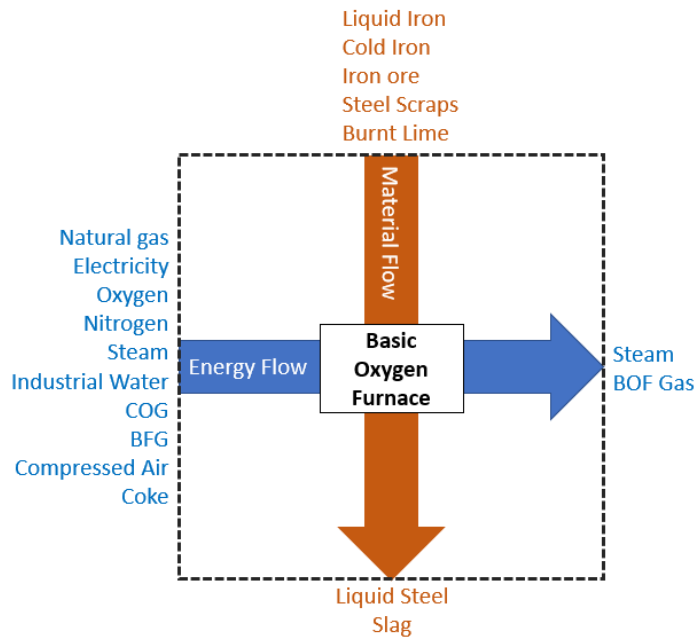 Liquid Iron
Cold Iron
Iron ore
Steel Scraps
Burnt Lime
Material Flow
Natural gas
Electricity
Oxygen
Nitrogen
Steam
Industrial Water
COG
BFG
Compressed Air
Coke
Energy Flow
Basic
Oxygen
Furnace
Steam
BOF Gas
Liquid Steel
Slag